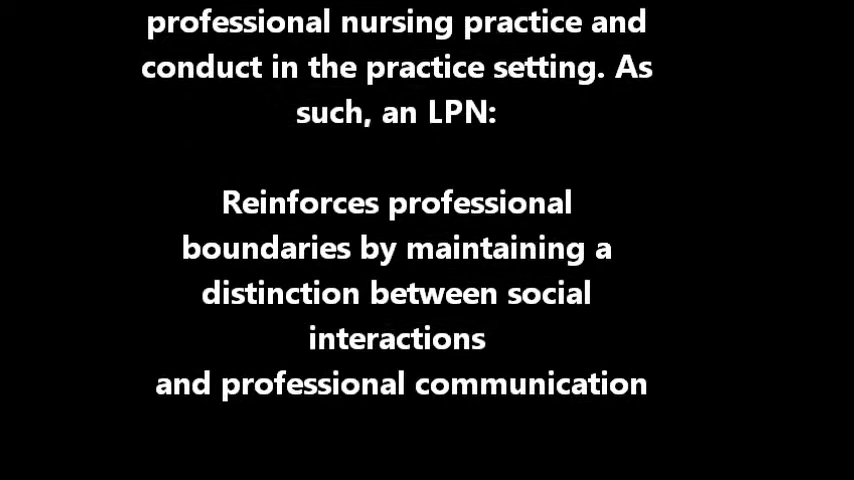 professional nursing practice and
conduct in the practice setting. As
such, an LPN:
Reinforces professional
boundaries by maintaining a
distinction between social
interactions
and professional communication